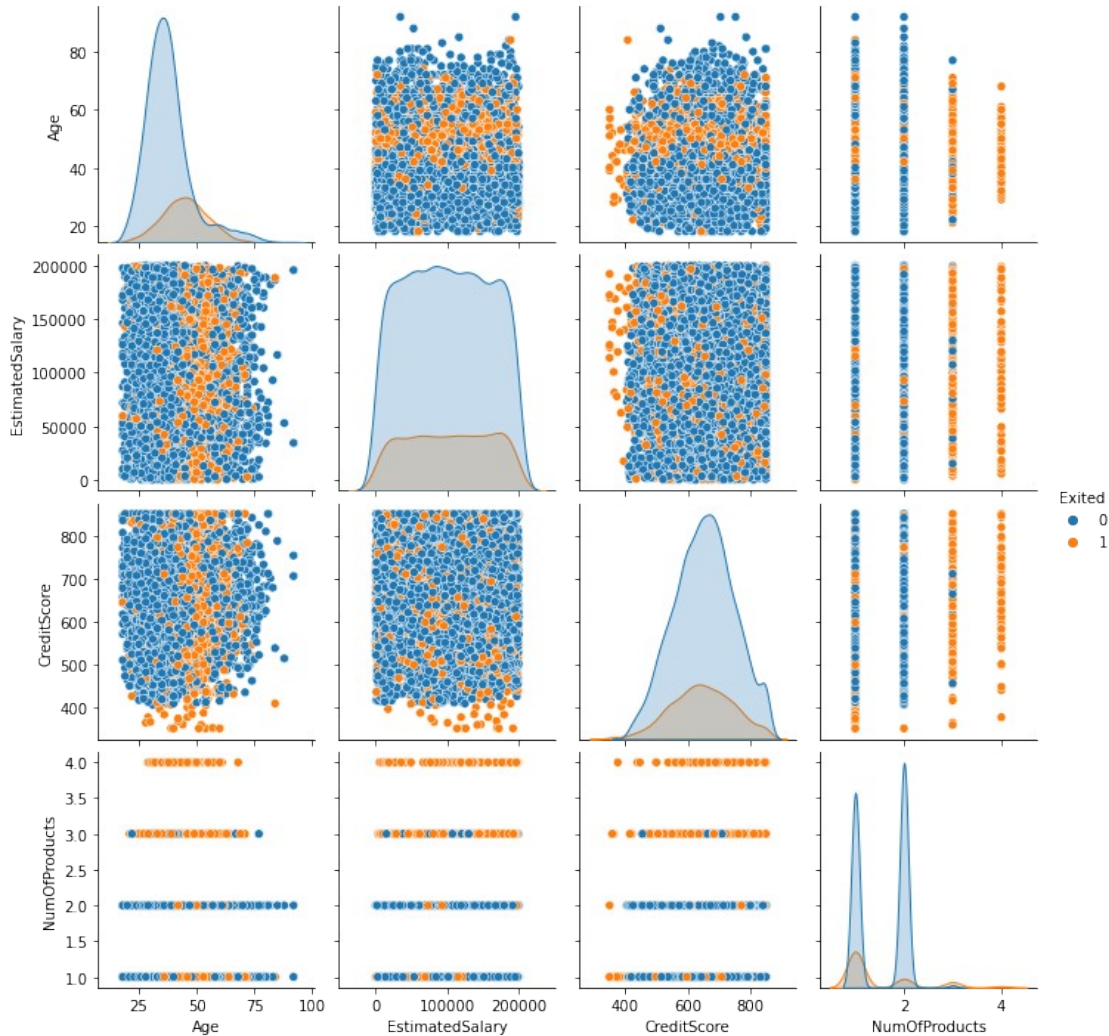 80
60
40
20
Age
200000
150000
100000
50000
0
EstimatedSalary
800
700
600
500
400
CreditScore
4.0
3.5
3.0
2.5
2.0
1.5
1.0
NumOfProducts
25 50 75 100
Age
0 100000 200000
EstimatedSalary
400 600 800
CreditScore
2 4
NumOfProducts
Exited
0
1